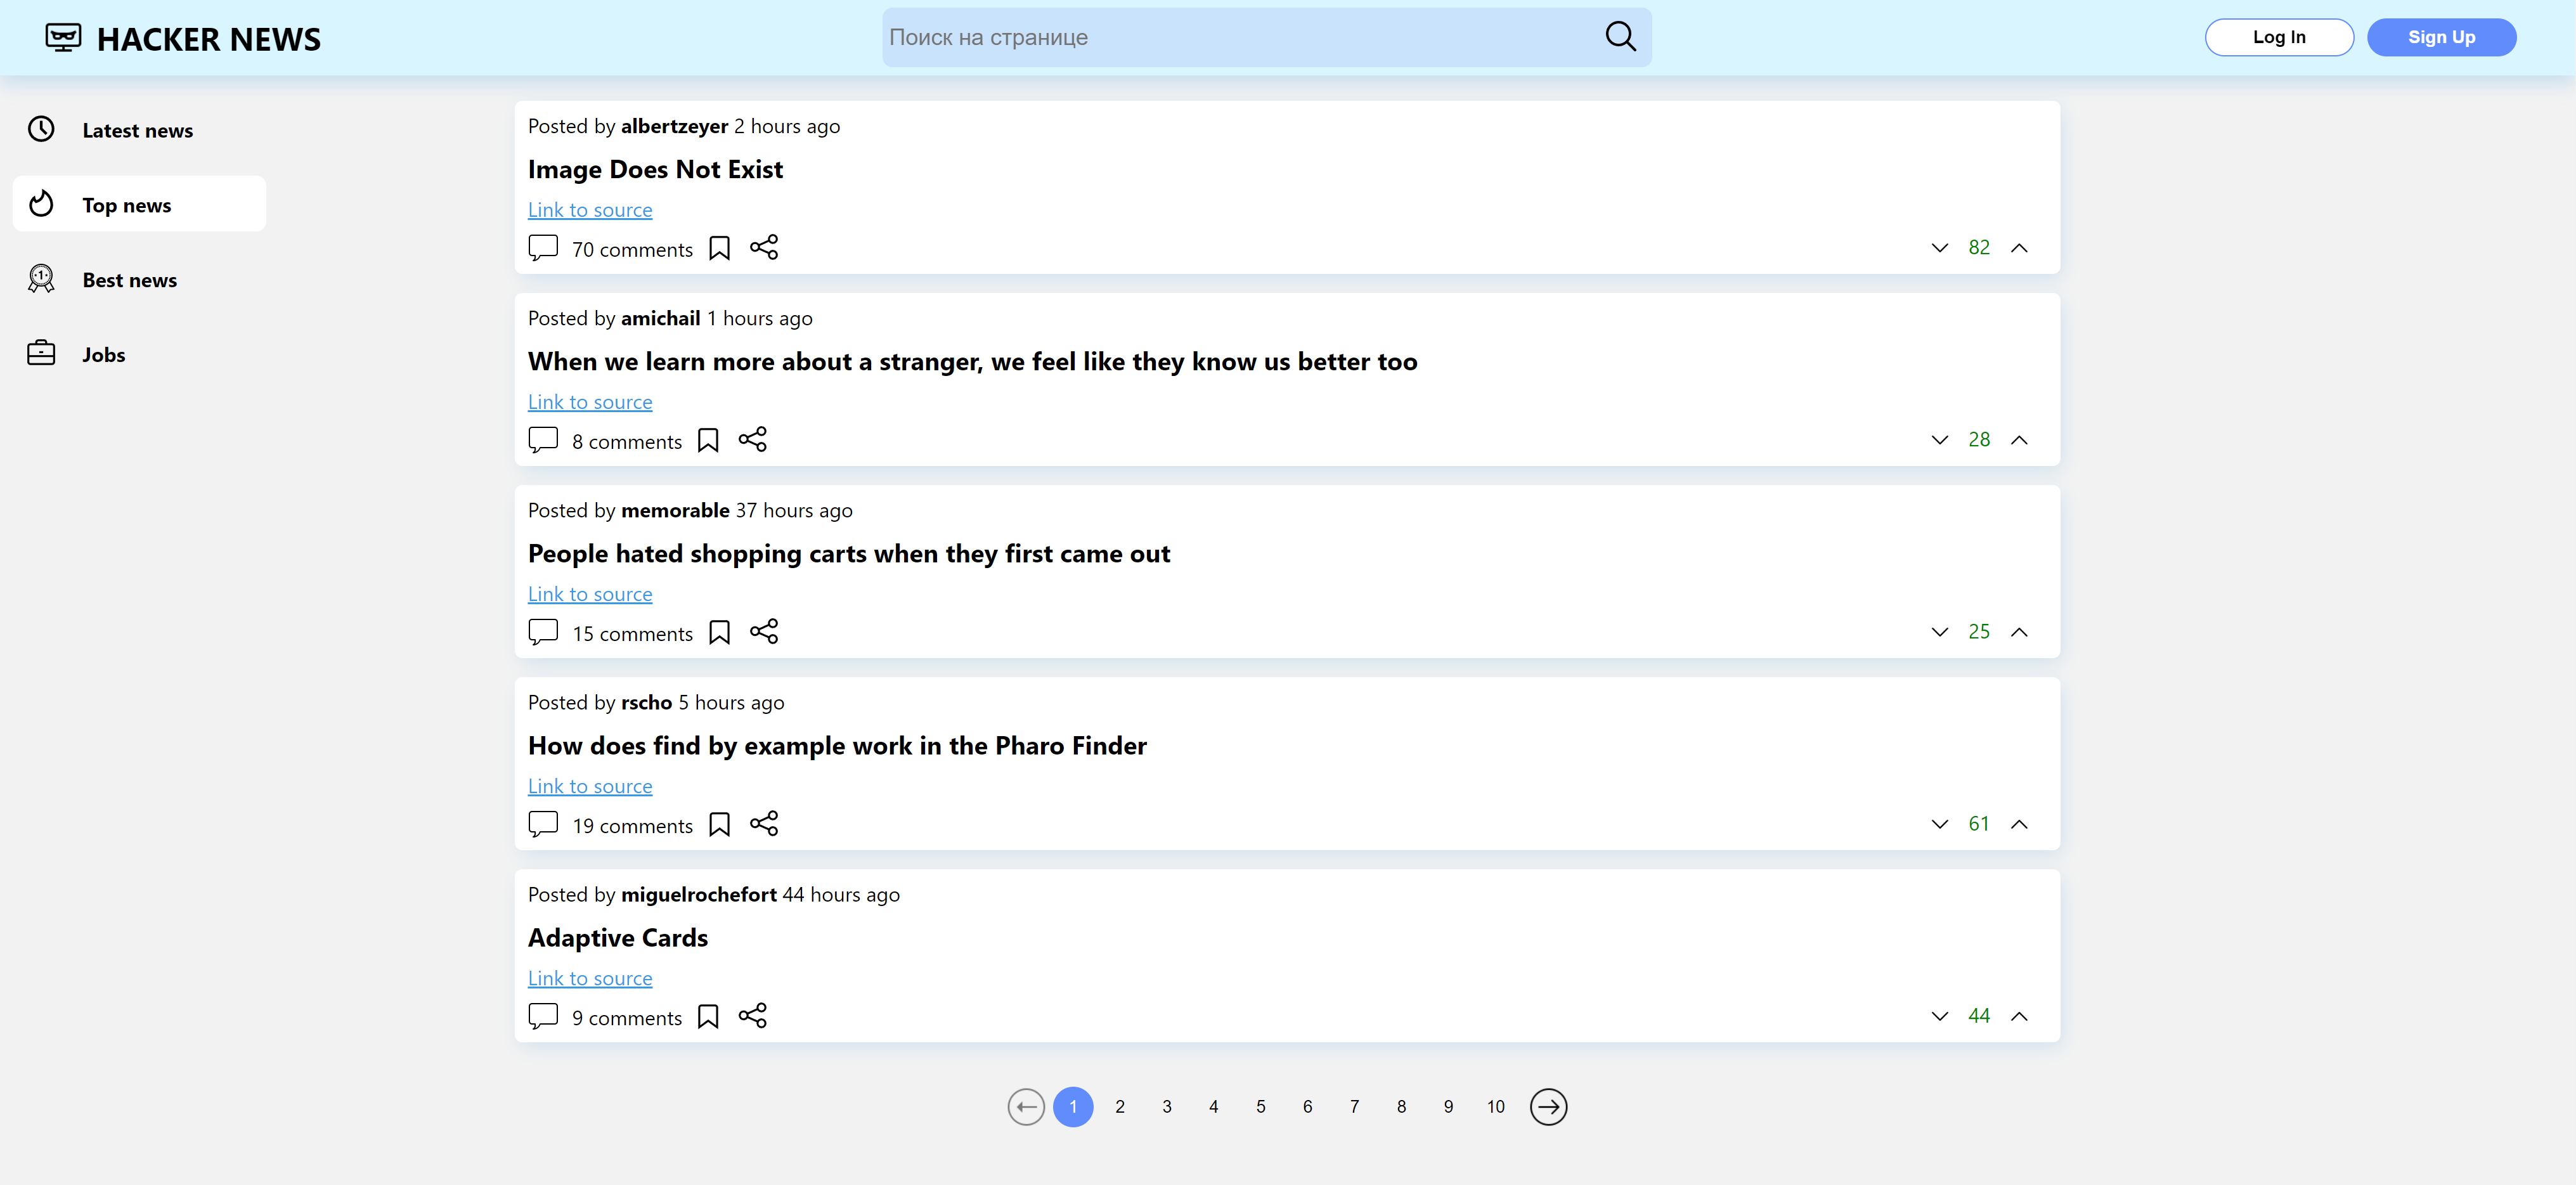 HACKER NEWS
Поиск на странице
Log In
Sign Up
Latest news
Top news
Best news
Jobs
Posted by albertzeyer 2 hours ago
Image Does Not Exist
Link to source
70 comments
82
Posted by amichail 1 hours ago
When we learn more about a stranger, we feel like they know us better too
Link to source
8 comments
28
Posted by memorable 37 hours ago
People hated shopping carts when they first came out
Link to source
15 comments
25
Posted by rscho 5 hours ago
How does find by example work in the Pharo Finder
Link to source
19 comments
61
Posted by miguelrochefort 44 hours ago
Adaptive Cards
Link to source
9 comments
44
1 2 3 4 5 6 7 8 9 10